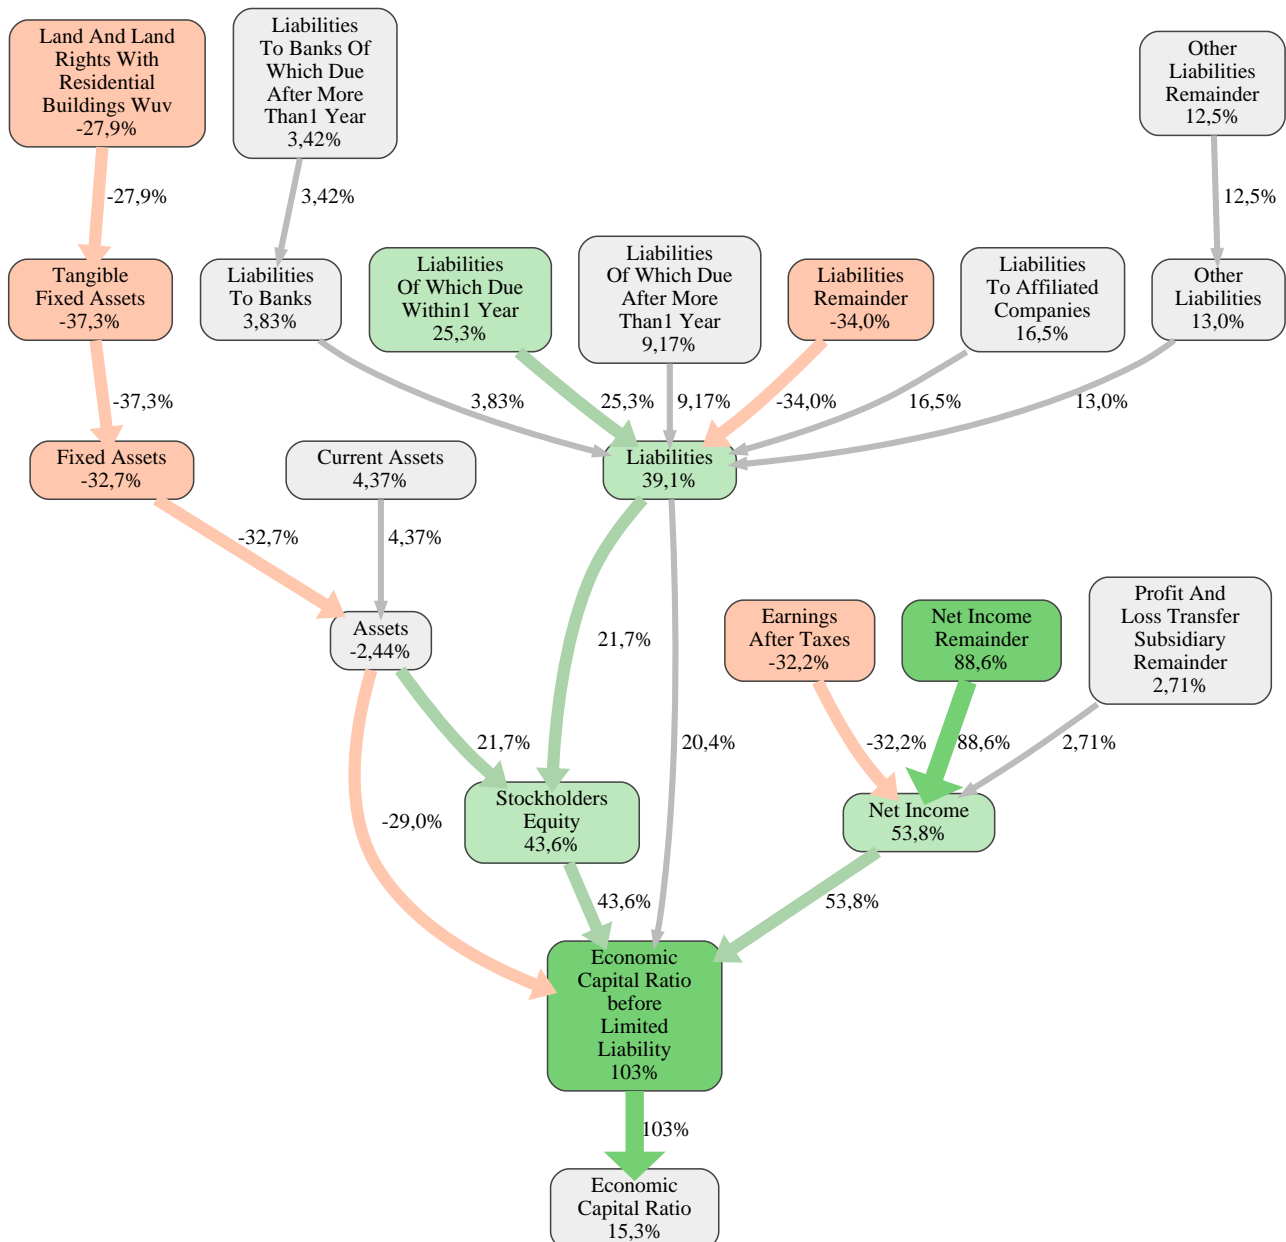 Land And Land
Rights With
Residential
Buildings Wuv
-27,9%
Liabilities
To Banks Of
Which Due
After More
Than1 Year
3,42%
Other
Liabilities
Remainder
12,5%
-27,9%
3,42%
12,5%
Tangible
Fixed Assets
-37,3%
Liabilities
To Banks
3,83%
Liabilities
Of Which Due
Within1 Year
25,3%
Liabilities
Of Which Due
After More
Than1 Year
9,17%
Liabilities
Remainder
-34,0%
Liabilities
To Affiliated
Companies
16,5%
Other
Liabilities
13,0%
-37,3%
3,83%
25,3%
9,17%
-34,0%
16,5%
13,0%
Fixed Assets
-32,7%
Current Assets
4,37%
Liabilities
39,1%
-32,7%
4,37%
Assets
-2,44%
21,7%
Earnings
After Taxes
-32,2%
Net Income
Remainder
88,6%
Profit And
Loss Transfer
Subsidiary
Remainder
2,71%
21,7%
20,4%
-32,2%
88,6%
2,71%
Stockholders
Equity
43,6%
Net Income
53,8%
-29,0%
43,6%
53,8%
Economic
Capital Ratio
before
Limited
Liability
103%
103%
Economic
Capital Ratio
15,3%